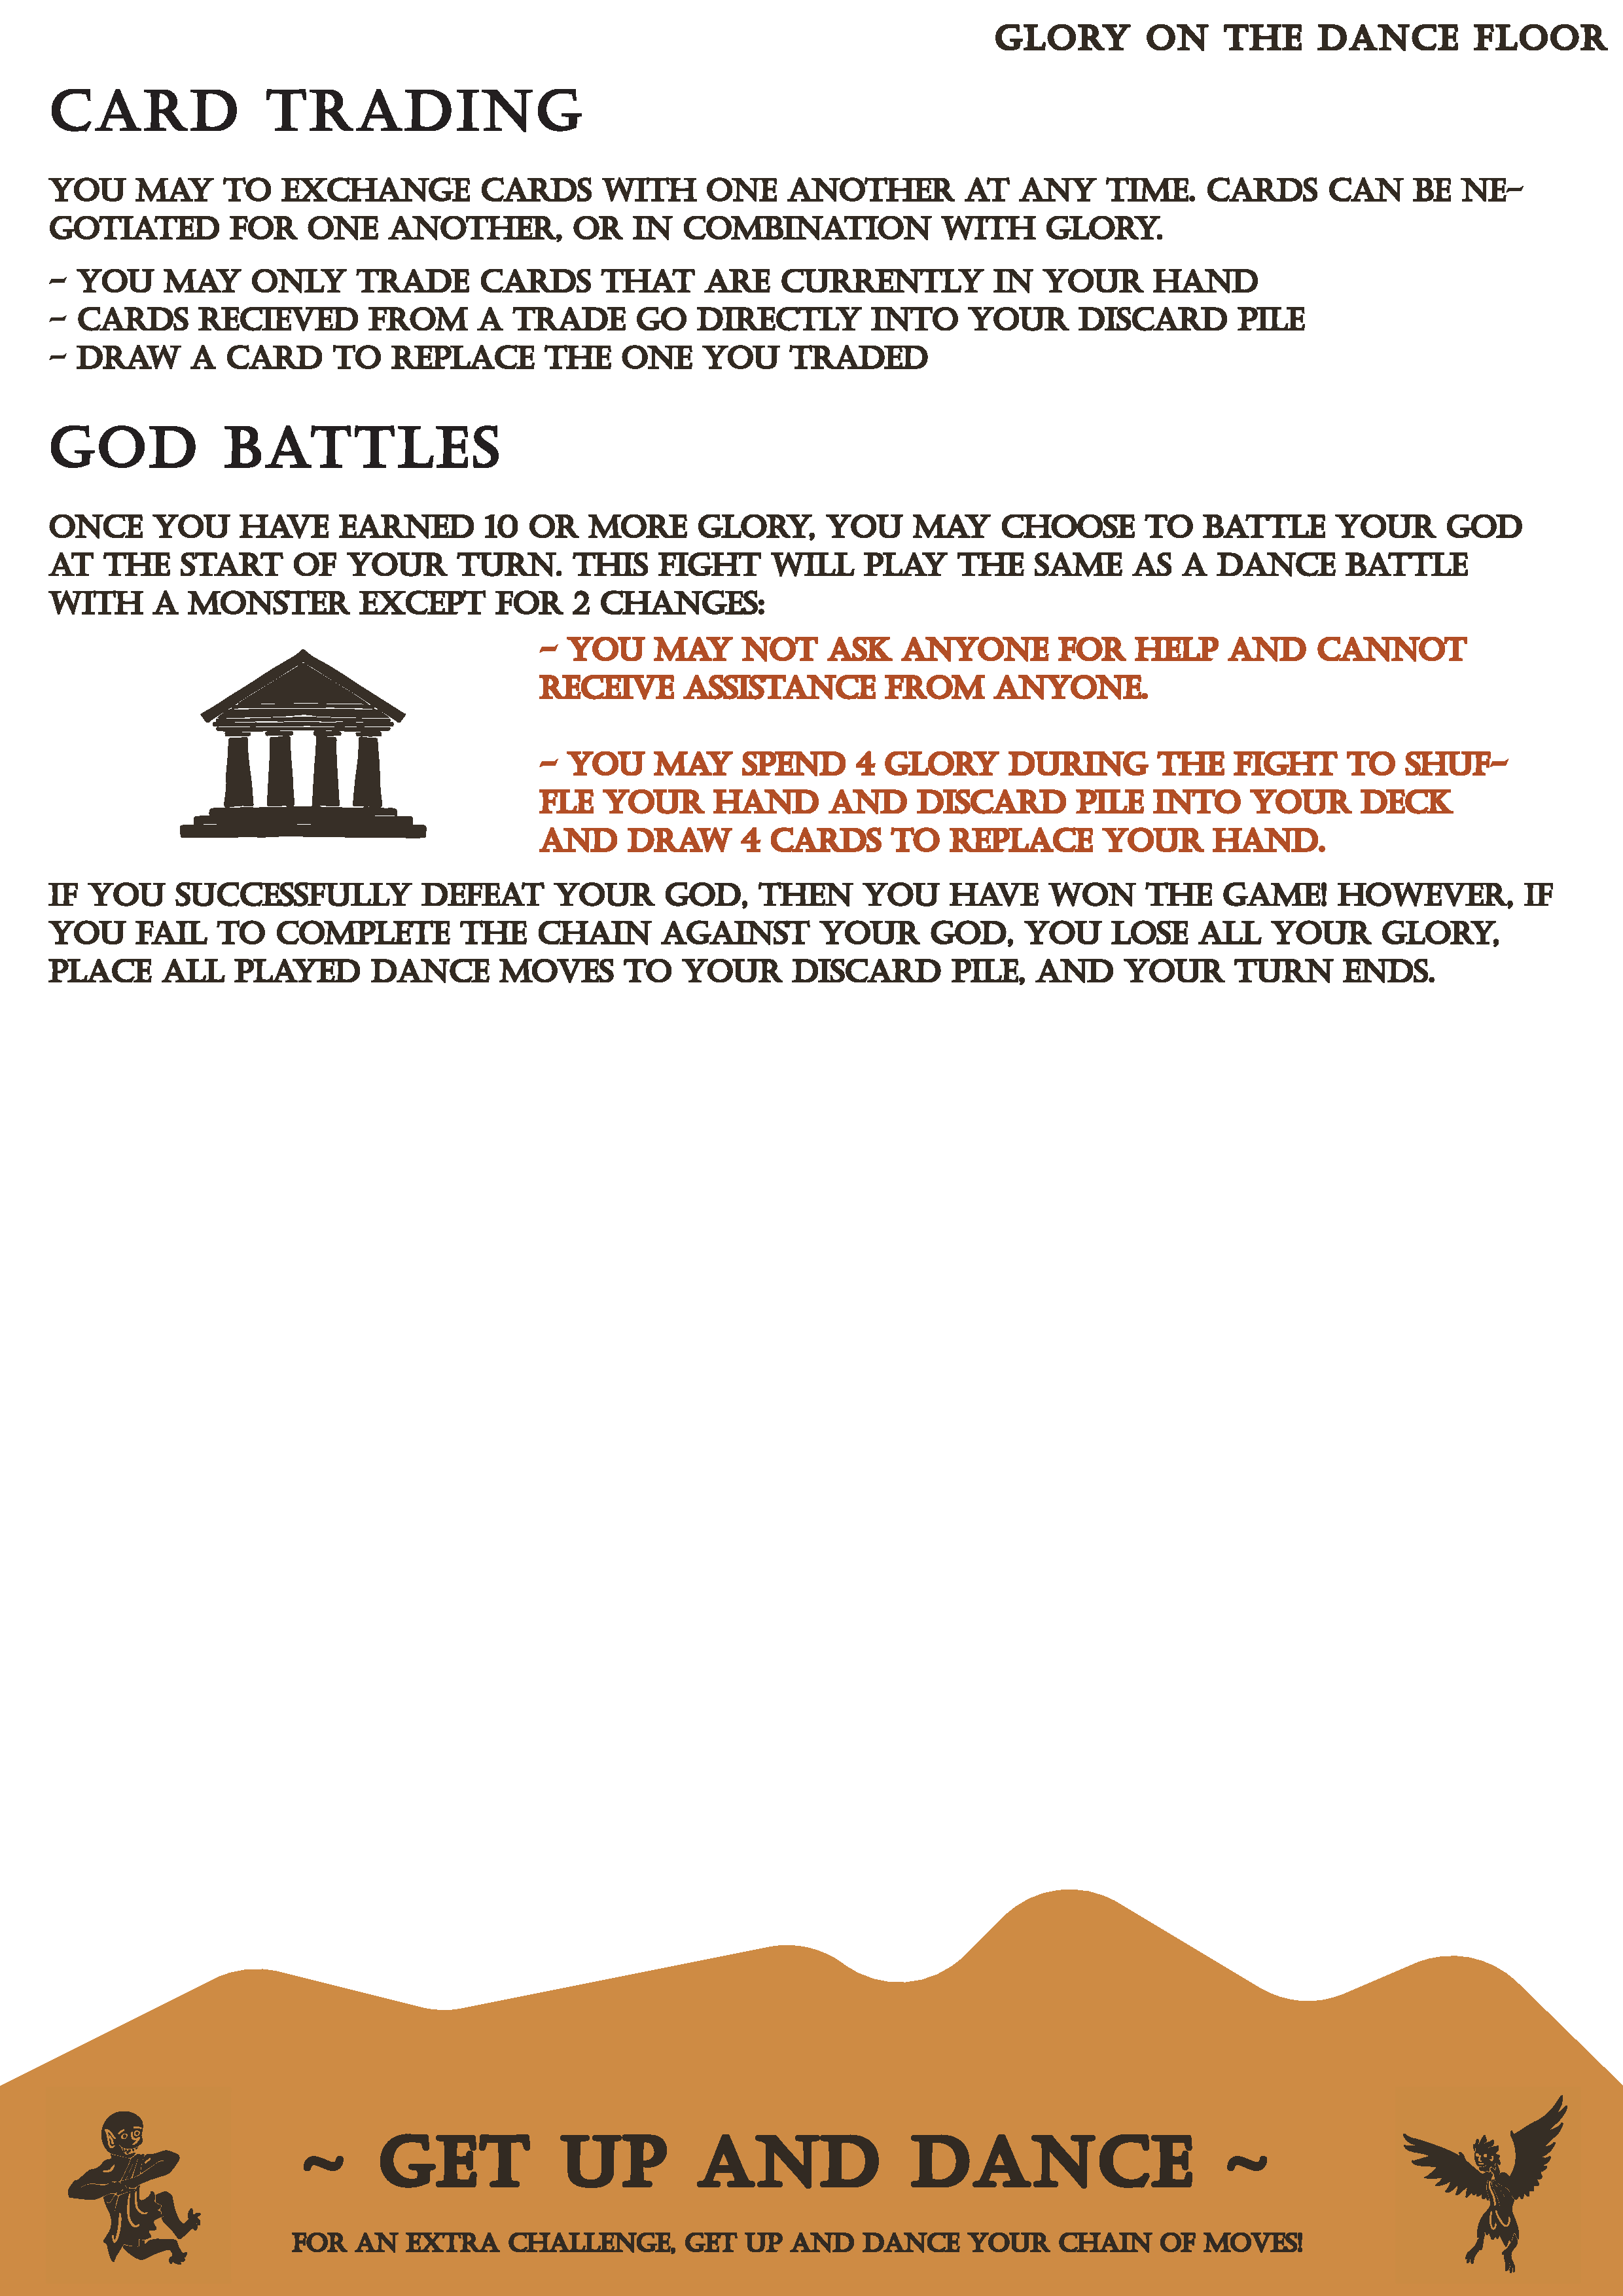 GLORY ON THE DANCE FLOOR
CARD TRADING
YOU MAY TO EXCHANGE CARDS WITH ONE ANOTHER AT ANY TIME. CARDS CAN BE NE-
GOTIATED FOR ONE ANOTHER, OR IN COMBINATION WITH GLORY.
- YOU MAY ONLY TRADE CARDS THAT ARE CURRENTLY IN YOUR HAND
- CARDS RECIEVED FROM A TRADE GO DIRECTLY INTO YOUR DISCARD PILE
- DRAW A CARD TO REPLACE THE ONE YOU TRADED
GOD BATTLES
ONCE YOU HAVE EARNED 10 OR MORE GLORY, YOU MAY CHOOSE TO BATTLE YOUR GOD
AT THE START OF YOUR TURN. THIS FIGHT WILL PLAY THE SAME AS A DANCE BATTLE
WITH A MONSTER EXCEPT FOR 2 CHANGES:
- YOU MAY NOT ASK ANYONE FOR HELP AND CANNOT
RECEIVE ASSISTANCE FROM ANYONE.
- YOU MAY SPEND 4 GLORY DURING THE FIGHT TO SHUF-
FLE YOUR HAND AND DISCARD PILE INTO YOUR DECK
AND DRAW 4 CARDS TO REPLACE YOUR HAND.
IF YOU SUCCESSFULLY DEFEAT YOUR GOD, THEN YOU HAVE WON THE GAME! HOWEVER, IF
YOU FAIL TO COMPLETE THE CHAIN AGAINST YOUR GOD, YOU LOSE ALL YOUR GLORY,
PLACE ALL PLAYED DANCE MOVES TO YOUR DISCARD PILE, AND YOUR TURN ENDS.
~ GET UP AND DANCE ~
FOR AN EXTRA CHALLENGE, GET UP AND DANCE YOUR CHAIN OF MOVES!